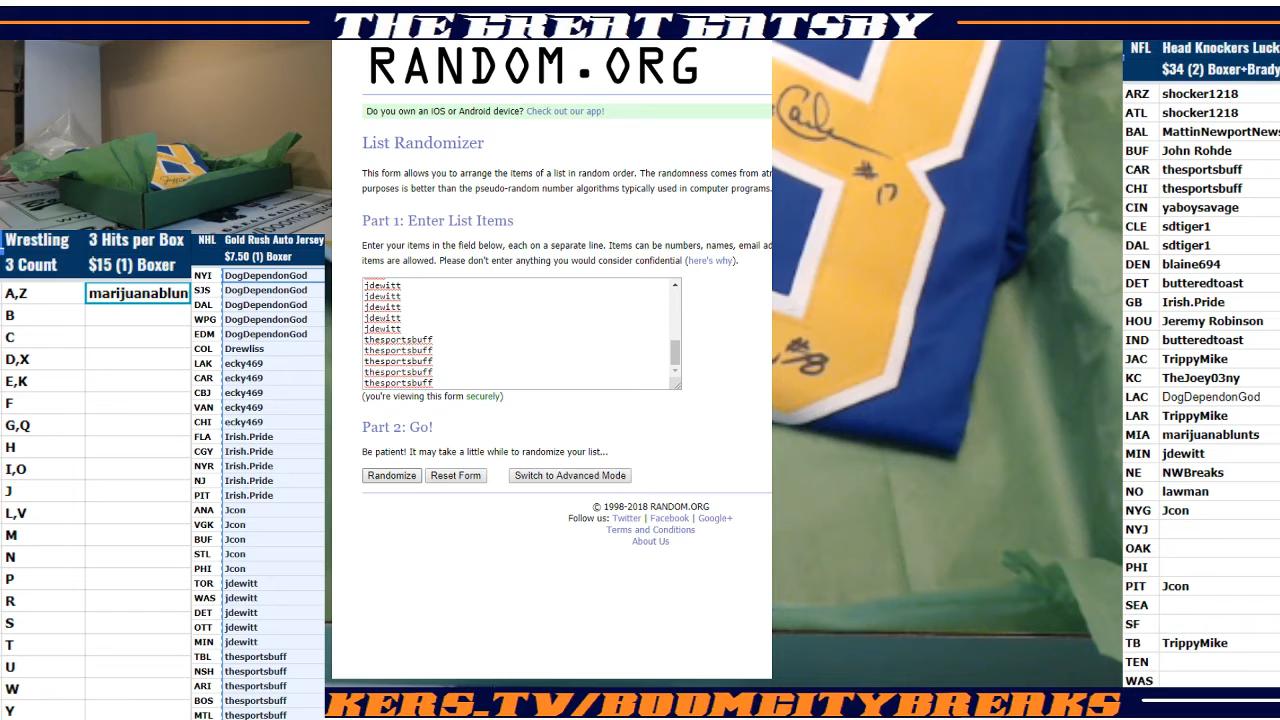 THE GREAT GATSBY
RANDOM.ORG
Do you own an iOS or Android device? Check out our app!
List Randomizer
This form allows you to arrange the items of a list in random order. The randomness comes from
purposes is better than the pseudo-random number algorithms typically used in computer programs.
Part 1: Enter List Items
Enter your items in the field below, each on a separate line. Items can be numbers, names, email
items are allowed. Please don't enter anything you would consider confidential (here's why).
jdewitt
jdewitt
jdewitt
jdewitt
jdewitt
thesportsbuff
thesportsbuff
thesportsbuff
thesportsbuff
thesportsbuff
(you're viewing this form securely)
Part 2: Go!
Be patient! It may take a little while to randomize your list...
Randomize Reset Form Switch to Advanced Mode
© 1998-2018 RANDOM.ORG
Follow us: Twitter | Facebook | Google+
Terms and Conditions
About Us
Wrestling 3 Hits per Box
3 Count $15 (1) Boxer
A,Z marijuanablun
B
C
D,X
E,K
F
G,Q
H
I,O
J
L,V
M
N
P
R
S
T
U
W
Y
NHL Gold Rush Auto Jersey
$7.50 (1) Boxer
NYI DogDependonGod
SJS DogDependonGod
DAL DogDependonGod
WPG DogDependonGod
EDM DogDependonGod
COL Drewliss
LAK ecky469
CAR ecky469
CBJ ecky469
VAN ecky469
CHI ecky469
FLA Irish.Pride
CGY Irish.Pride
NYR Irish.Pride
NJ Irish.Pride
PIT Irish.Pride
ANA Jcon
VGK Jcon
BUF Jcon
STL Jcon
PHI Jcon
TOR jdewitt
WAS jdewitt
DET jdewitt
OTT jdewitt
MIN jdewitt
TBL thesportsbuff
NSH thesportsbuff
ARI thesportsbuff
BOS thesportsbuff
MTL thesportsbuff
#17
#8
NFL Head Knockers Luck
$34 (2) Boxer+Brady
ARZ shocker1218
ATL shocker1218
BAL MattinNewportNews
BUF John Rohde
CAR thesportsbuff
CHI thesportsbuff
CIN yaboysavage
CLE sdtiger1
DAL sdtiger1
DEN blaine694
DET butteredtoast
GB Irish.Pride
HOU Jeremy Robinson
IND butteredtoast
JAC TrippyMike
KC TheJoey03ny
LAC DogDependonGod
LAR TrippyMike
MIA marijuanablunts
MIN jdewitt
NE NWBreaks
NO lawman
NYG Jcon
NYJ
OAK
PHI
PIT Jcon
SEA
SF
TB TrippyMike
TEN
WAS
KERS.TV/BOOMCITYBREAKS